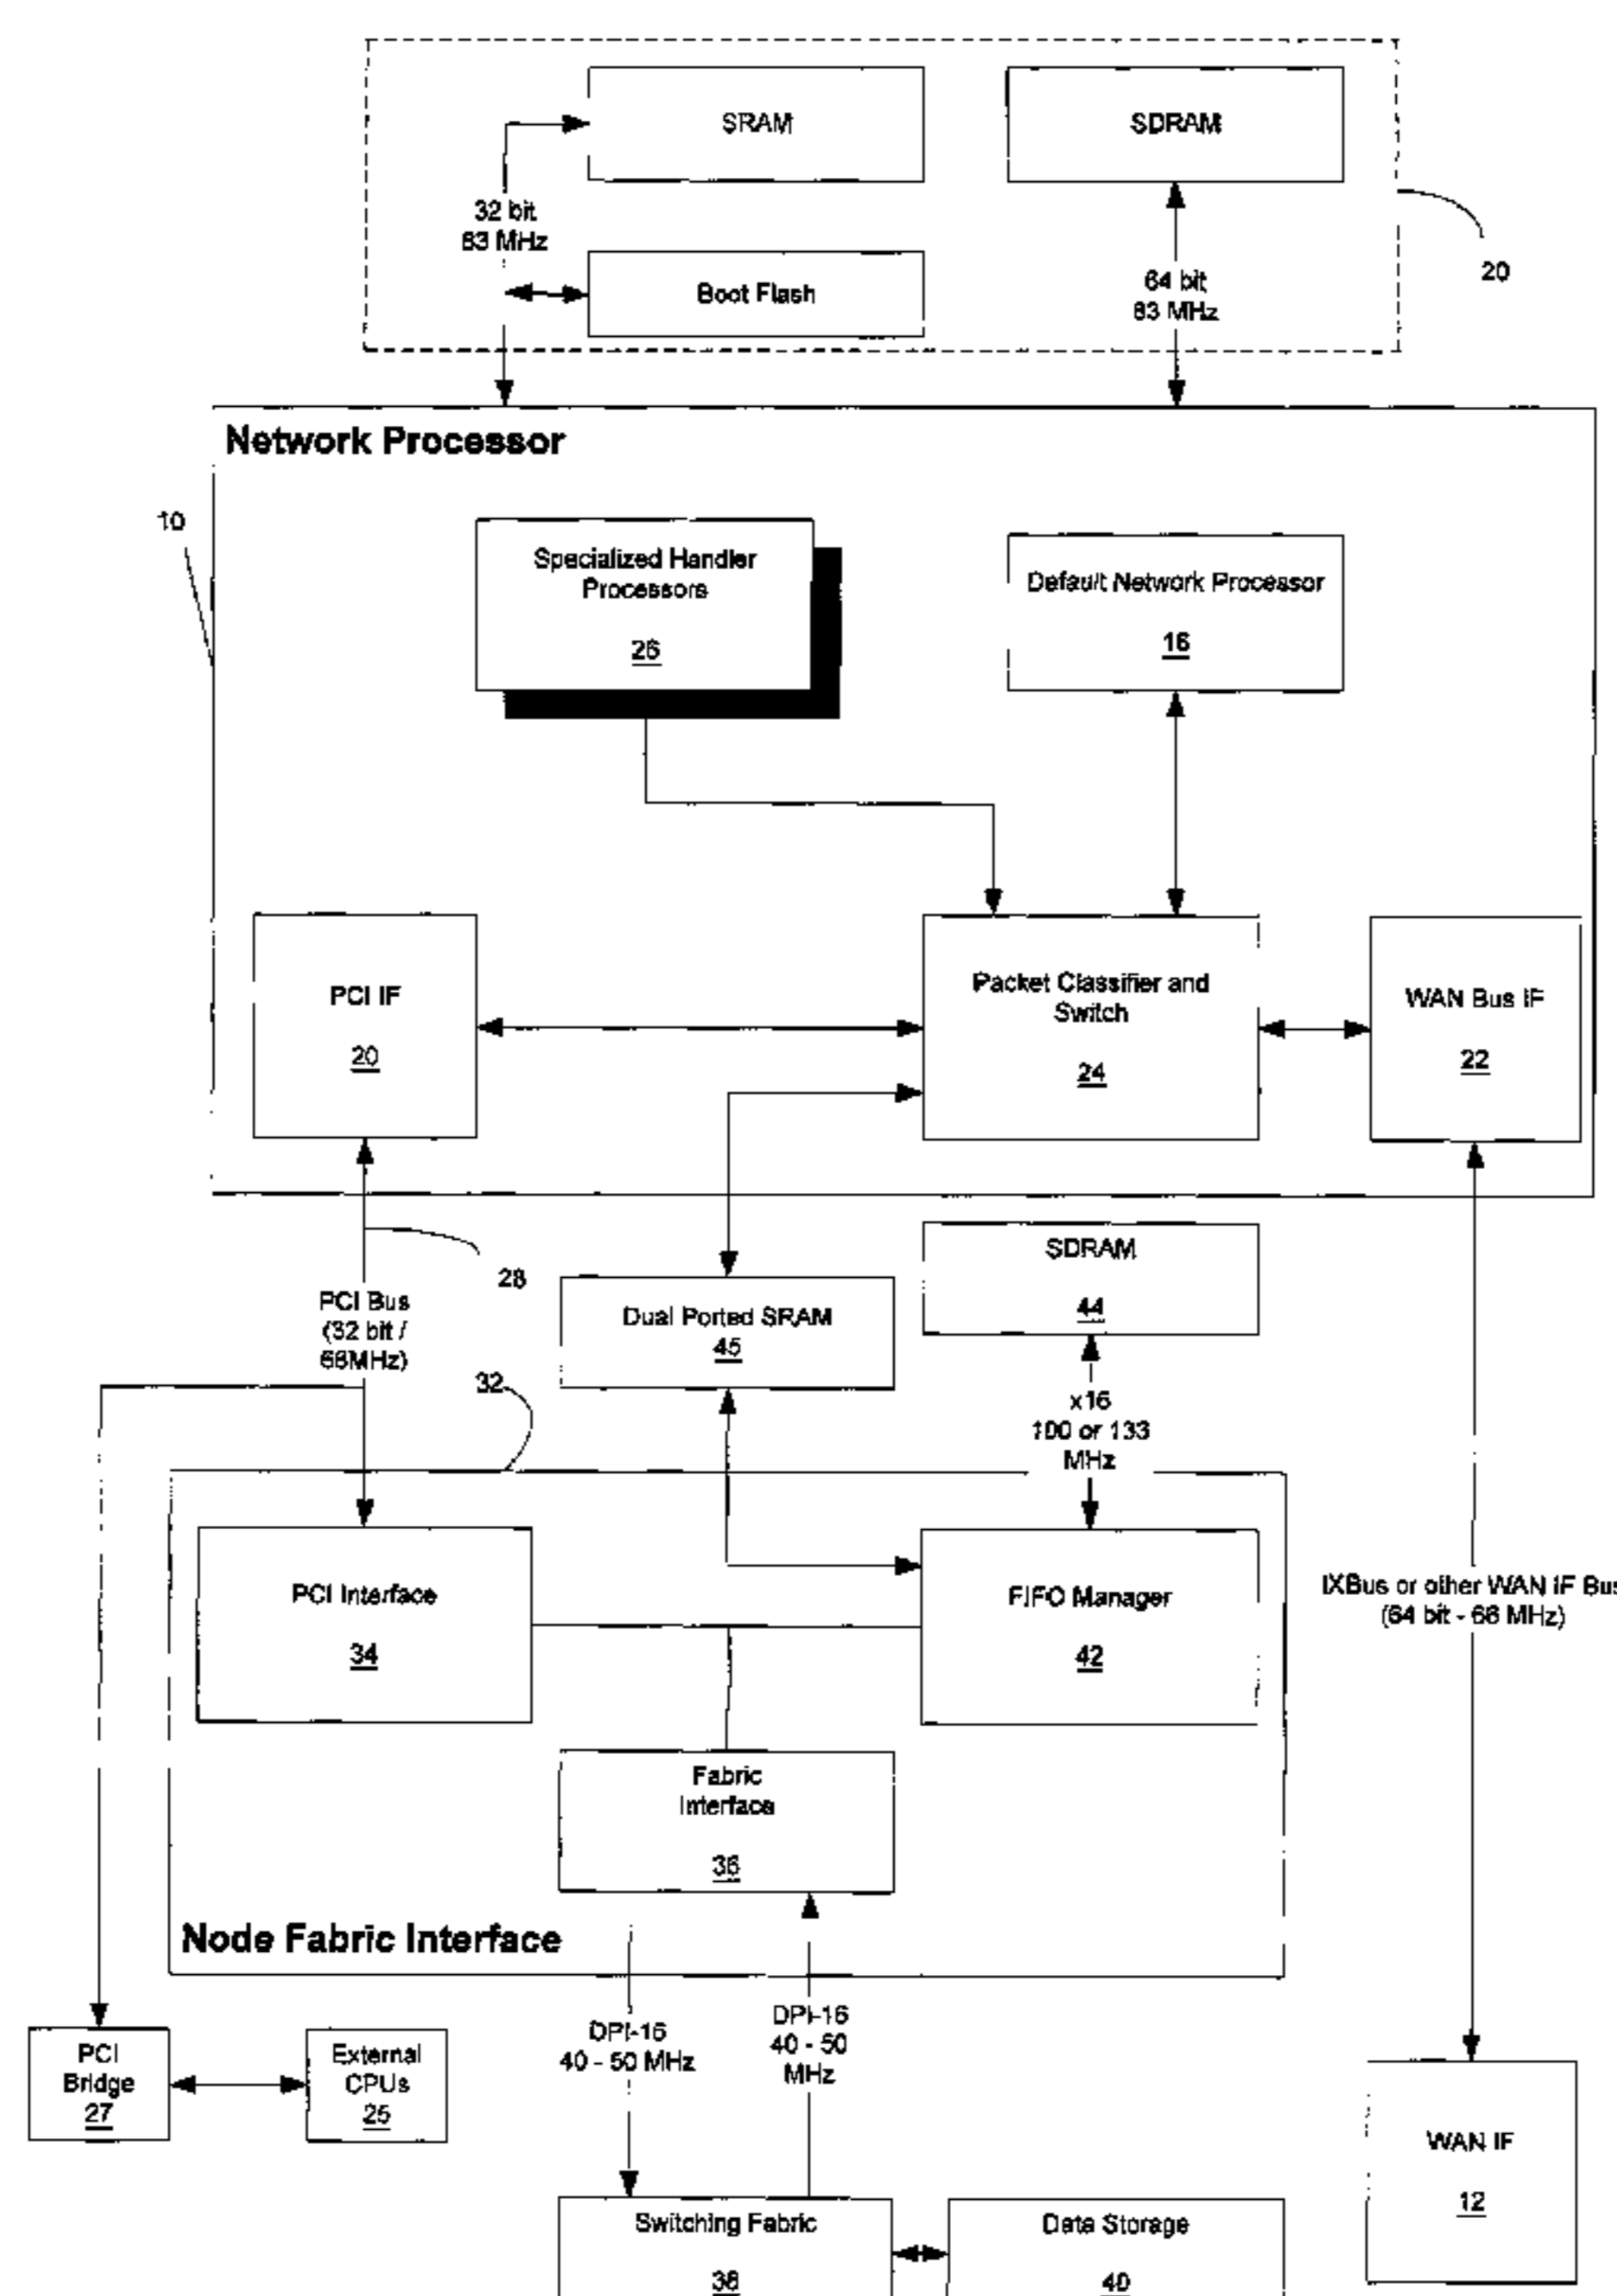 SRAM
SDRAM
32 bit
83 MHz
Boot Flash
64 bit
83 MHz
20
Network Processor
10
Specialized Handler
Processors
26
Default Network Processor
16
PCI IF
20
Packet Classifier and
Switch
24
WAN Bus IF
22
28
PCI Bus
(32 bit /
66MHz)
Dual Ported SRAM
45
SDRAM
44
32
x16
100 or 133
MHz
PCI Interface
34
FIFO Manager
42
IXBus or other WAN IF Bus
(64 bit - 66 MHz)
Fabric
Interface
36
Node Fabric Interface
PCI
Bridge
27
External
CPUs
25
DPI-16
40 - 50 MHz
DPI-16
40 - 50
MHz
WAN IF
12
Switching Fabric
38
Data Storage
40